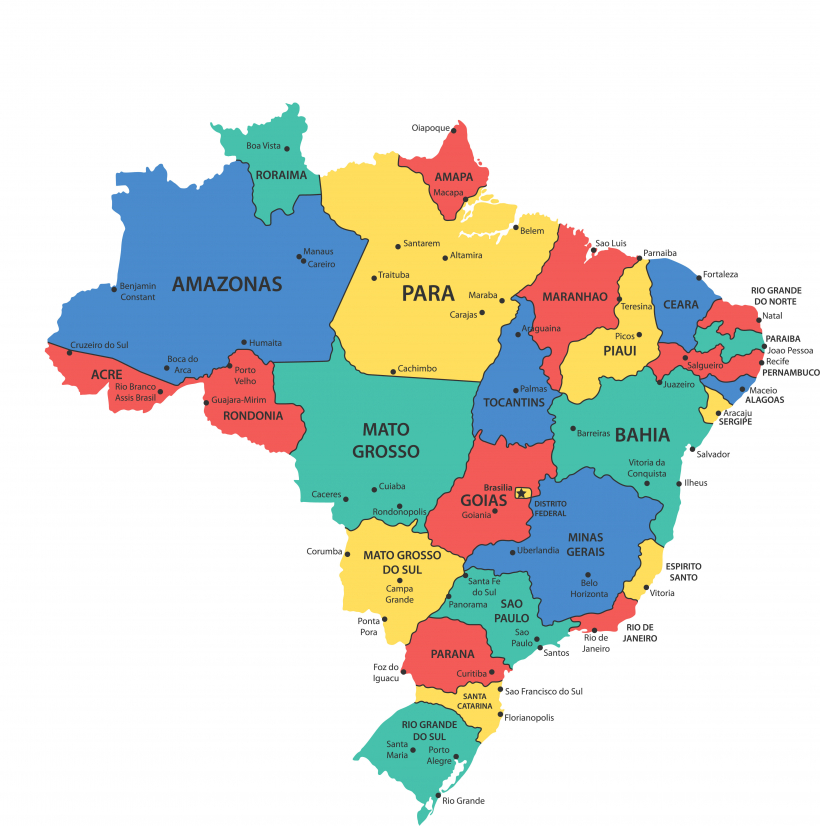 Oiapoque
Boa Vista
RORAIMA
AMAPA
Macapa
Belem
Santarem
Altamira
Traituba
PARA
Maraba
Carajas
Cachimbo
Manaus
Careiro
AMAZONAS
Benjamin
Constant
Humaita
Cruzeiro do Sul
Boca do
Arca
ACRE
Rio Branco
Assis Brasil
Porto
Velho
Guajara-Mirim
RONDONIA
Sao Luis
Parnaiba
MARANHAO
Teresina
Picos
PIAUI
Fortaleza
CEARA
RIO GRANDE
DO NORTE
Natal
PARAIBA
Joao Pessoa
Recife
PERNAMBUCO
Salgueiro
Juazeiro
Maceio
ALAGOAS
Aracaju
SERGIPE
Araguaina
Palmas
TOCANTINS
Barreiras
BAHIA
Salvador
Vitoria da
Conquista
Ilheus
MATO
GROSSO
Cuiaba
Caceres
Rondonopolis
Brasilia
GOIAS
Goiania
DISTRITO
FEDERAL
MINAS
GERAIS
Uberlandia
Belo
Horizonta
ESPIRITO
SANTO
Vitoria
Corumba
MATO GROSSO
DO SUL
Campa
Grande
Ponta
Pora
Santa Fe
do Sul
Panorama
SAO
PAULO
Sao
Paulo
Santos
RIO DE
JANEIRO
Rio de
Janeiro
PARANA
Foz do
Iguacu
Curitiba
SANTA
CATARINA
Sao Francisco do Sul
Florianopolis
RIO GRANDE
DO SUL
Santa
Maria
Porto
Alegre
Rio Grande